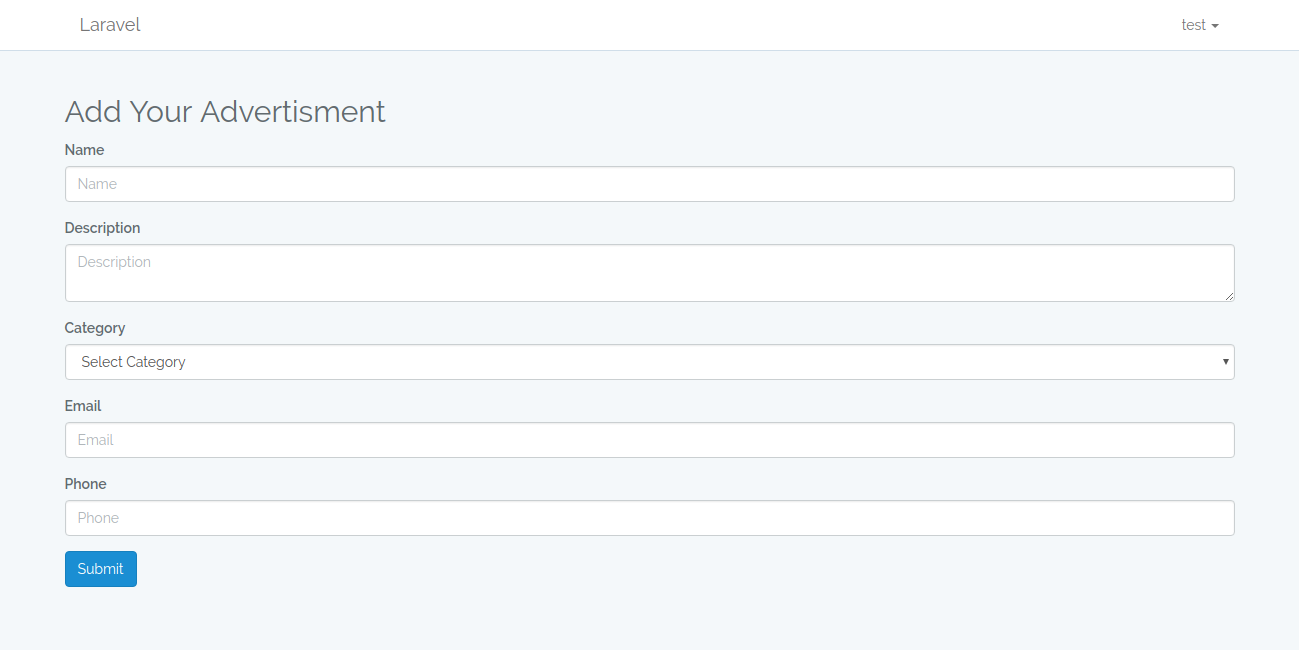 Laravel
test
Add Your Advertisment
Name
Name
Description
Description
Category
Select Category
Email
Email
Phone
Phone
Submit